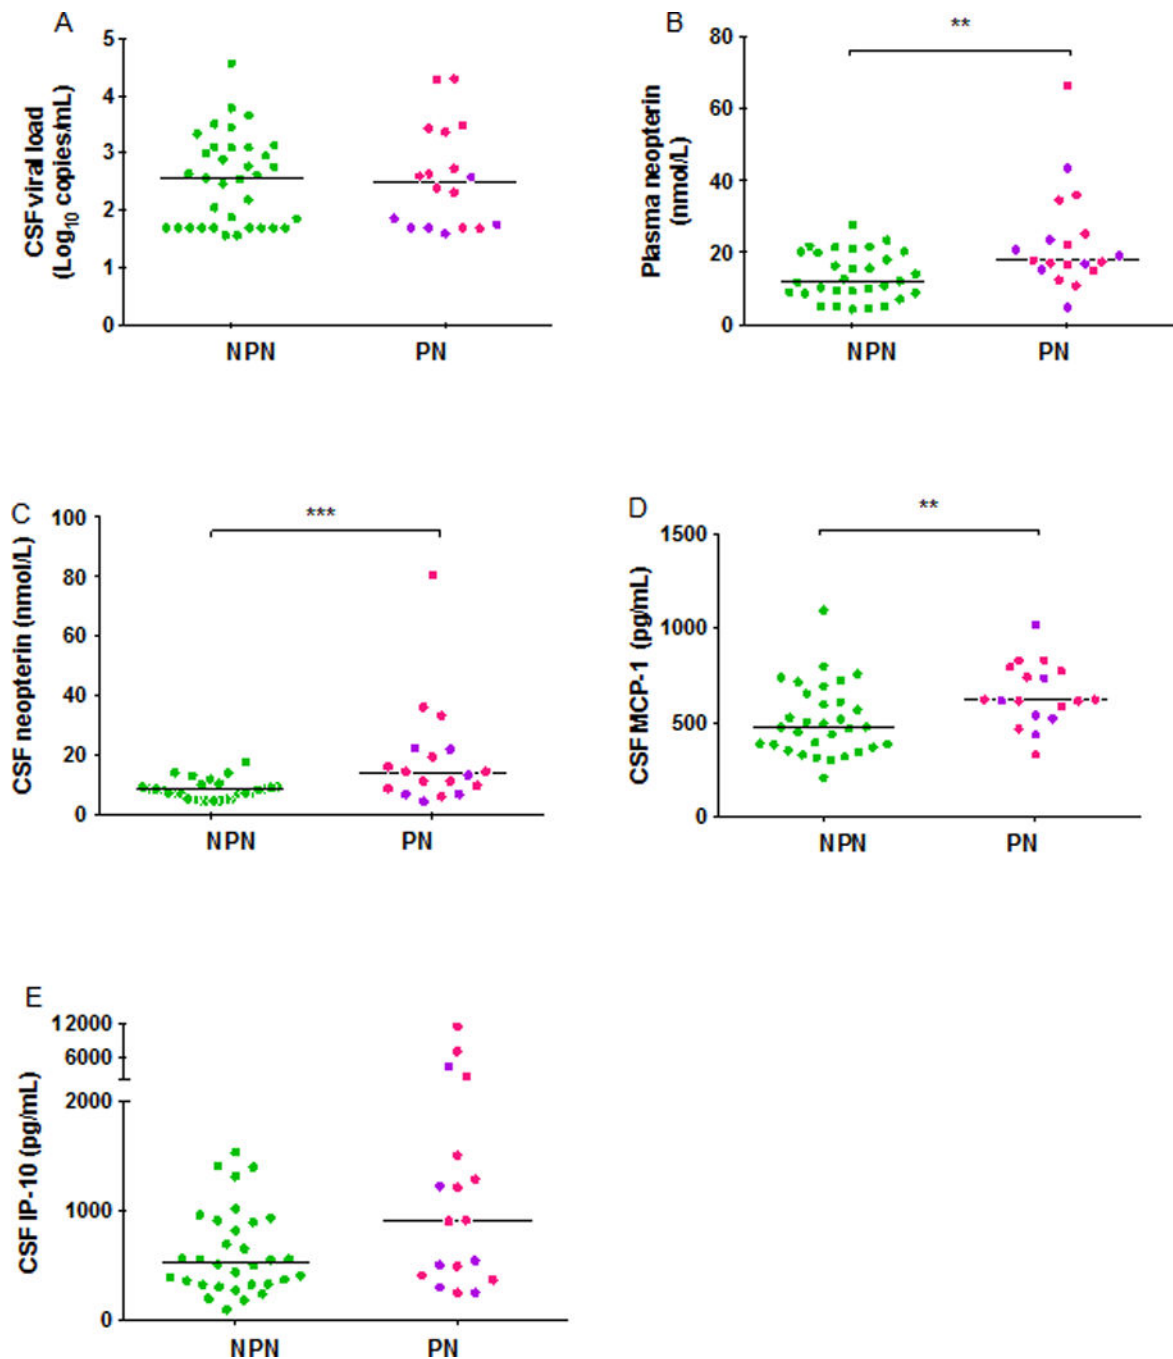 A
CSF viral load
(Log10 copies/mL)
5
4
3
2
1
0
NPN PN
B
Plasma neopterin
(nmol/L)
**
80
60
40
20
0
NPN PN
C
CSF neopterin (nmol/L)
***
100
80
60
40
20
0
NPN PN
D
CSF MCP-1 (pg/mL)
**
1500
1000
500
0
NPN PN
E
CSF IP-10 (pg/mL)
12000
6000
2000
1000
0
NPN PN